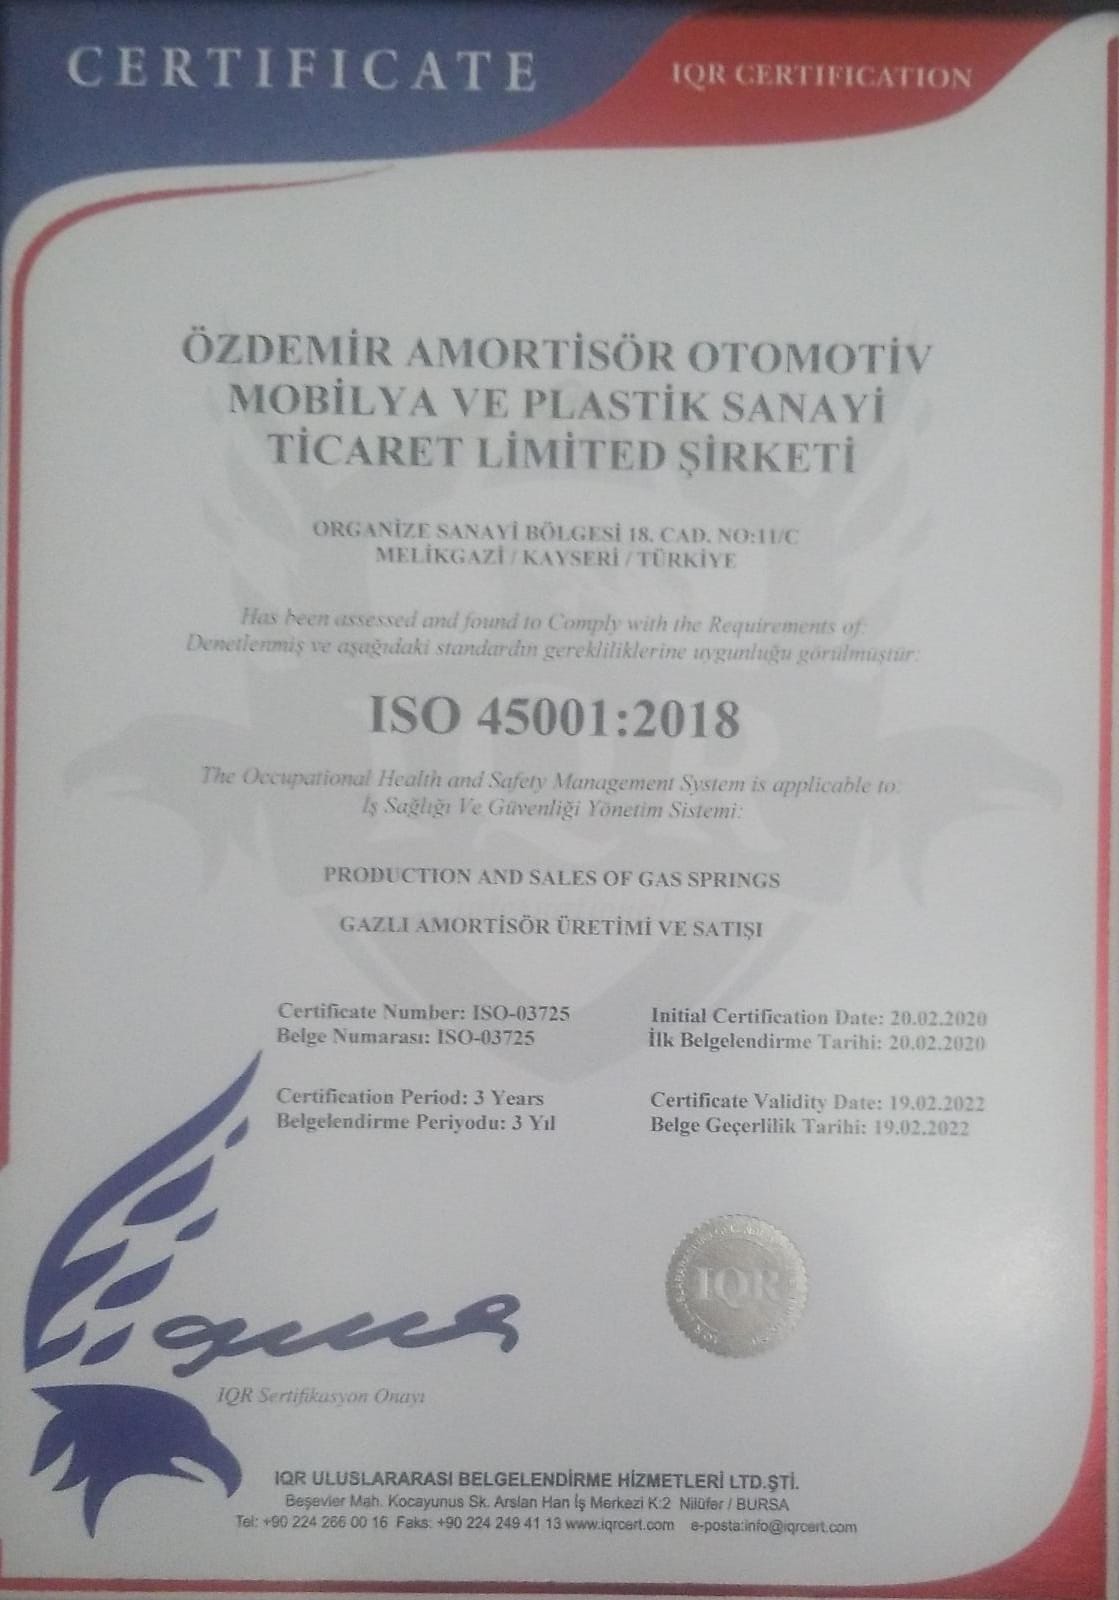 CERTIFICATE
IQR CERTIFICATION
ÖZDEMİR AMORTİSÖR OTOMOTİV
MOBİLYA VE PLASTİK SANAYİ
TİCARET LİMİTED ŞİRKETİ
ORGANİZE SANAYİ BÖLGESİ 18. CAD. NO:11/C
MELİKGAZİ / KAYSERİ / TÜRKİYE
Has been assessed and found to Comply with the Requirements of:
Denetlenmiş ve aşağıdaki standardın gerekliliklerine uygunluğu görülmüştür:
ISO 45001:2018
The Occupational Health and Safety Management System is applicable to:
İş Sağlığı Ve Güvenliği Yönetim Sistemi:
PRODUCTION AND SALES OF GAS SPRINGS
GAZLI AMORTİSÖR ÜRETİMİ VE SATIŞI
Certificate Number: ISO-03725
Belge Numarası: ISO-03725
Initial Certification Date: 20.02.2020
İlk Belgelendirme Tarihi: 20.02.2020
Certification Period: 3 Years
Belgelendirme Periyodu: 3 Yıl
Certificate Validity Date: 19.02.2022
Belge Geçerlilik Tarihi: 19.02.2022
IQR
IQR Sertifikasyon Onayı
IQR ULUSLARARASI BELGELENDİRME HİZMETLERİ LTD.ŞTİ.
Beşevler Mah. Kocayunus Sk. Arslan Han İş Merkezi K:2 Nilüfer / BURSA
Tel: +90 224 266 00 16 Faks: +90 224 249 41 13 www.iqrcert.com e-posta:info@iqrcert.com